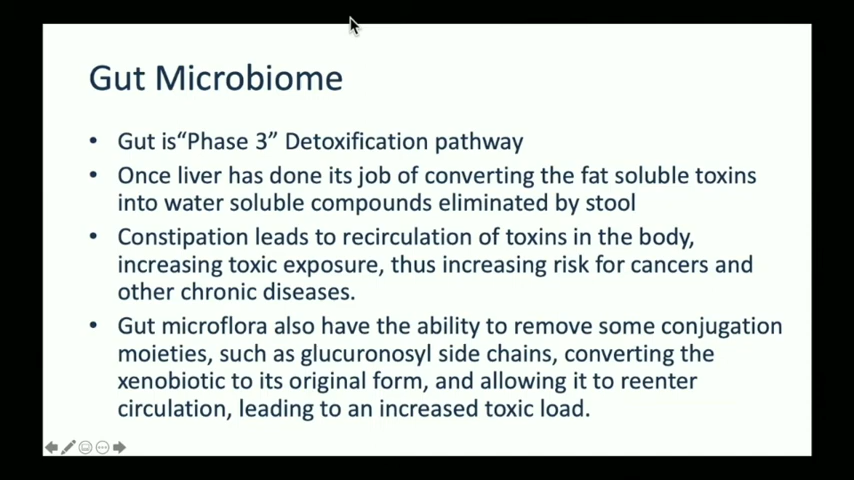 Gut Microbiome
• Gut is“Phase 3” Detoxification pathway
• Once liver has done its job of converting the fat soluble toxins
into water soluble compounds eliminated by stool
• Constipation leads to recirculation of toxins in the body,
increasing toxic exposure, thus increasing risk for cancers and
other chronic diseases.
• Gut microflora also have the ability to remove some conjugation
moieties, such as glucuronosyl side chains, converting the
xenobiotic to its original form, and allowing it to reenter
circulation, leading to an increased toxic load.